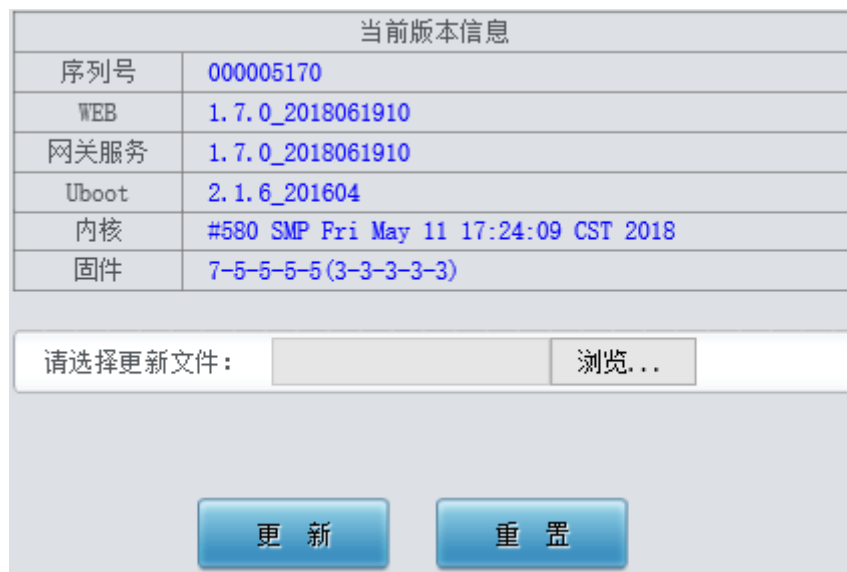 当前版本信息
序列号 000005170
WEB 1.7.0_2018061910
网关服务 1.7.0_2018061910
Uboot 2.1.6_201604
内核 #580 SMP Fri May 11 17:24:09 CST 2018
固件 7-5-5-5-5(3-3-3-3-3)
请选择更新文件: 浏览...
更 新 重 置